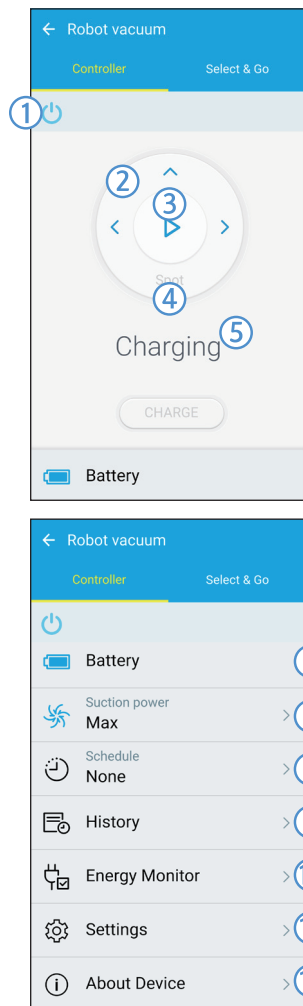 Robot vacuum
Controller Select & Go
1
2
3
Spot
4
Charging 5
CHARGE
Battery
Robot vacuum
Controller Select & Go
Battery
Suction power
Max
Schedule
None
History
Energy Monitor
Settings
About Device